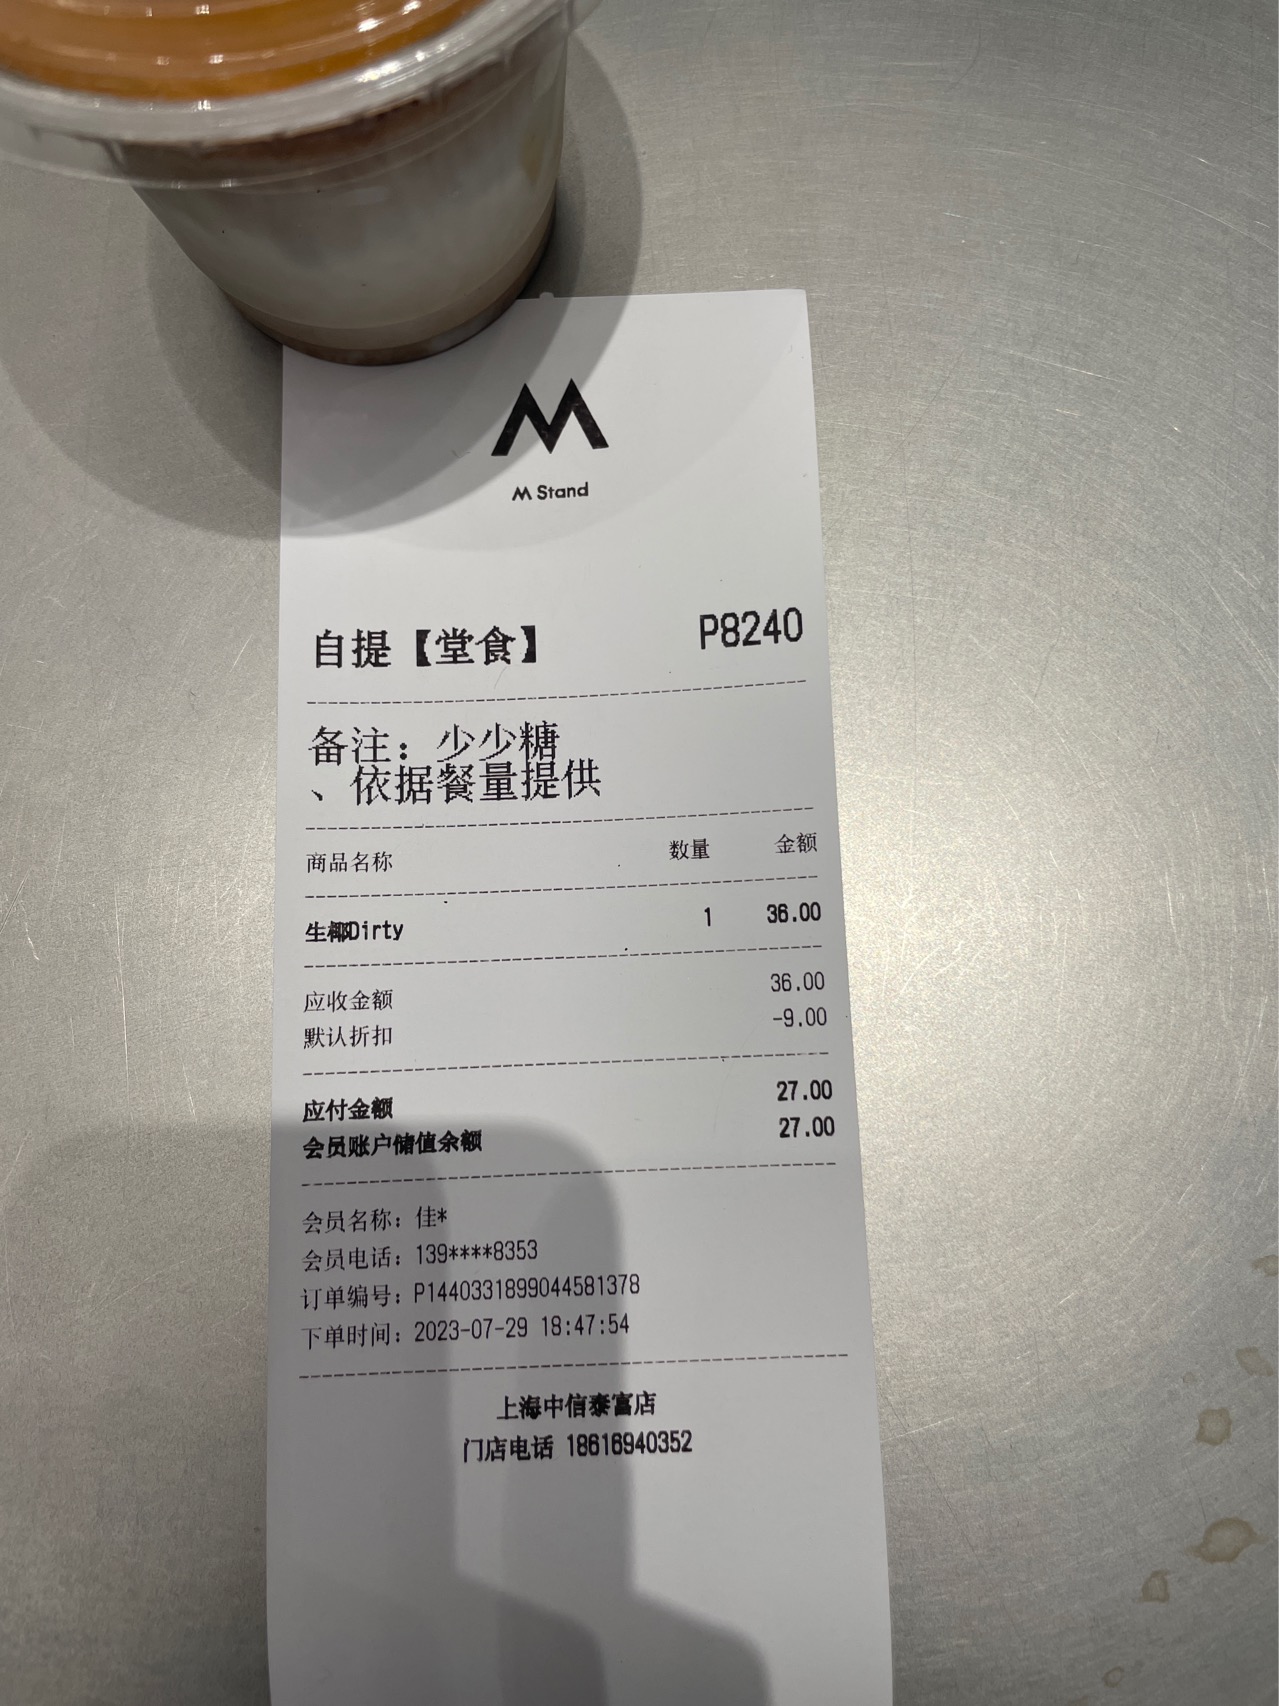 M Stand
自提【堂食】 P8240
备注：少少糖
、依据餐量提供
商品名称 数量 金额
生椰Dirty 1 36.00
应收金额 36.00
默认折扣 -9.00
应付金额 27.00
会员账户储值余额 27.00
会员名称：佳*
会员电话：139****8353
订单编号：P1440331899044581378
下单时间：2023-07-29 18:47:54
上海中信泰富店
门店电话 18616940352